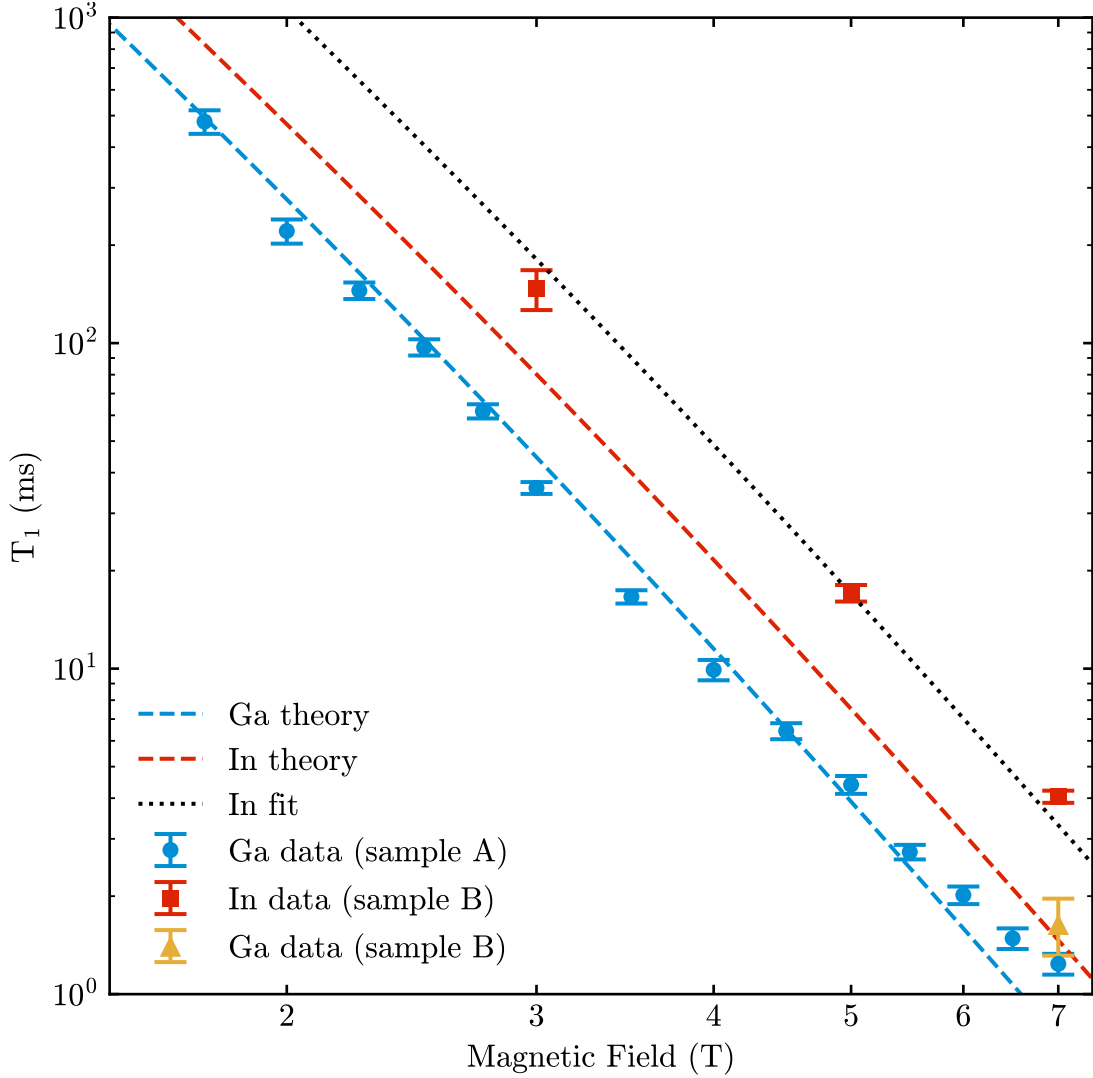 10³
10²
10¹
10⁰
T₁ (ms)
Ga theory
In theory
In fit
Ga data (sample A)
In data (sample B)
Ga data (sample B)
2 3 4 5 6 7
Magnetic Field (T)